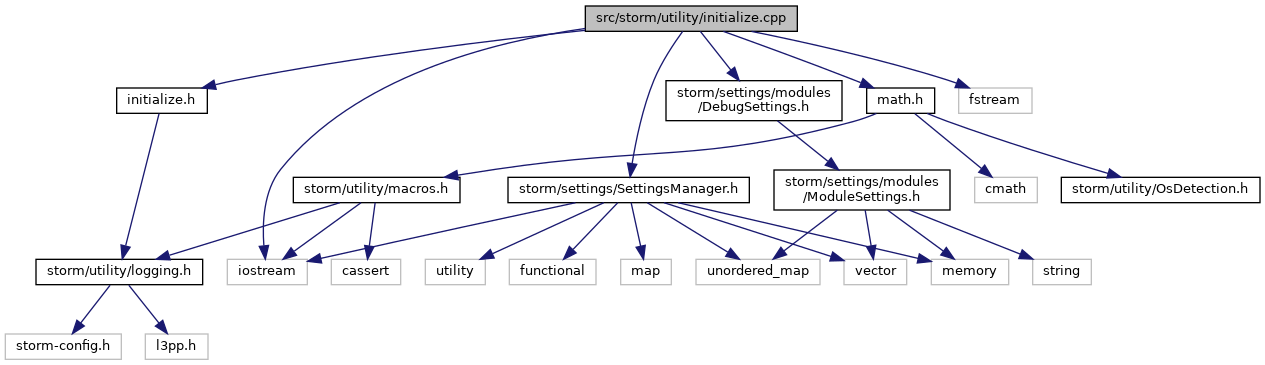 src/storm/utility/initialize.cpp
initialize.h
storm/settings/modules
/DebugSettings.h
math.h
fstream
storm/utility/macros.h
storm/settings/SettingsManager.h
storm/settings/modules
/ModuleSettings.h
cmath
storm/utility/OsDetection.h
storm/utility/logging.h
iostream
cassert
utility
functional
map
unordered_map
vector
memory
string
storm-config.h
l3pp.h